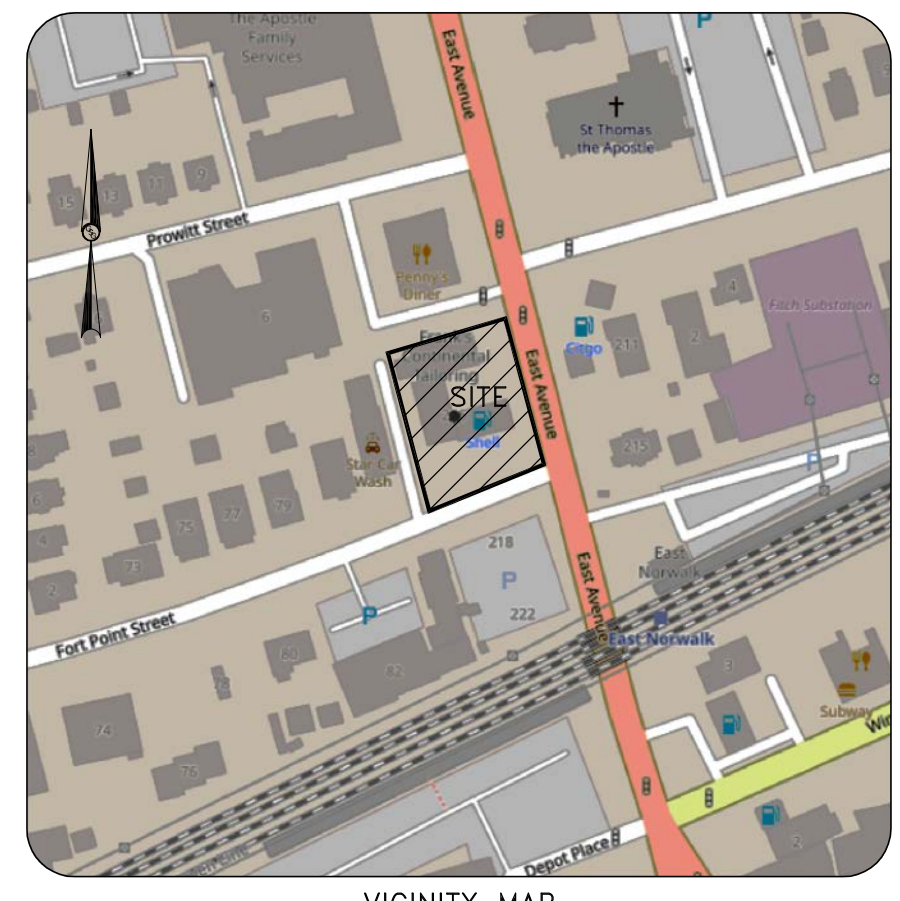 The Apostle
Family
Services
East Avenue
P
St Thomas
the Apostle
15
13
11
9
Prowitt Street
6
Penny's
Diner
4
Fitch Substation
2
211
Citgo
Frank's
Continental
Tailoring
SITE
Shell
East Avenue
215
P
Star Car
Wash
8
6
4
2
73
75
77
79
218
P
222
East
Norwalk
East Avenue
East Norwalk
Fort Point Street
P
80
78
82
74
76
3
Subway
Depot Place
2
VICINITY MAP